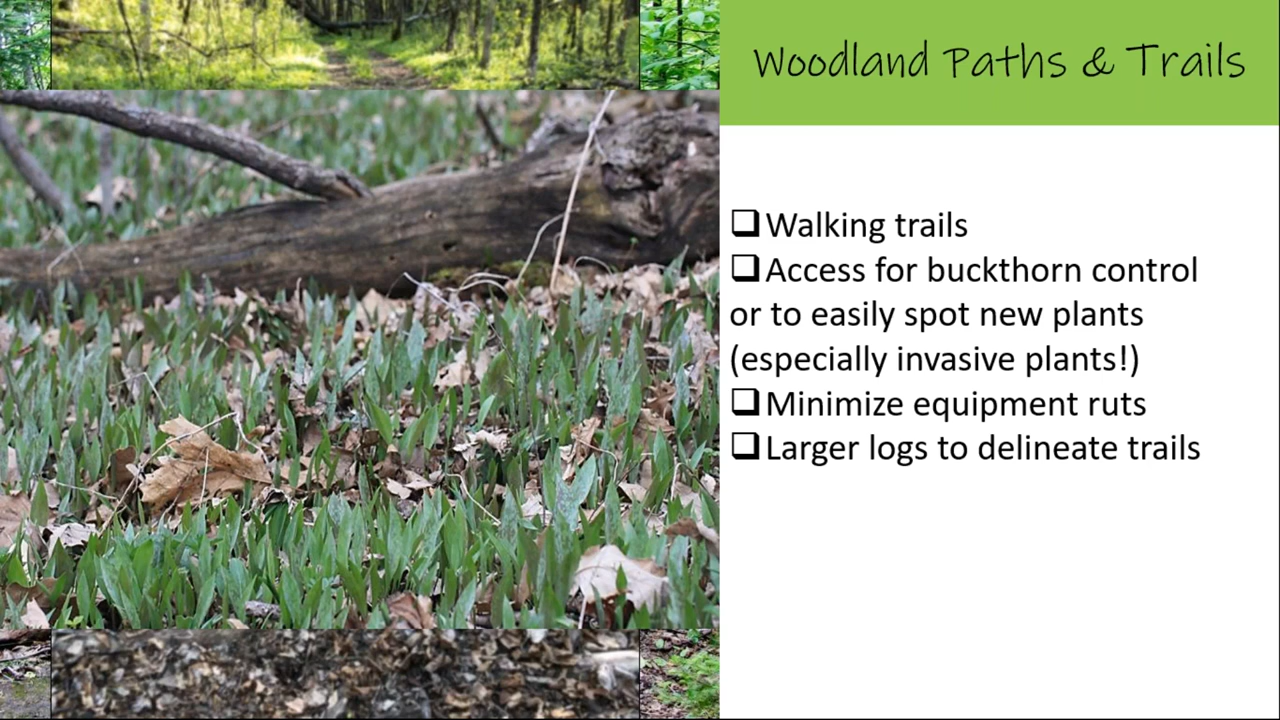 Woodland Paths & Trails
❑Walking trails
❑Access for buckthorn control
or to easily spot new plants
(especially invasive plants!)
❑Minimize equipment ruts
❑Larger logs to delineate trails